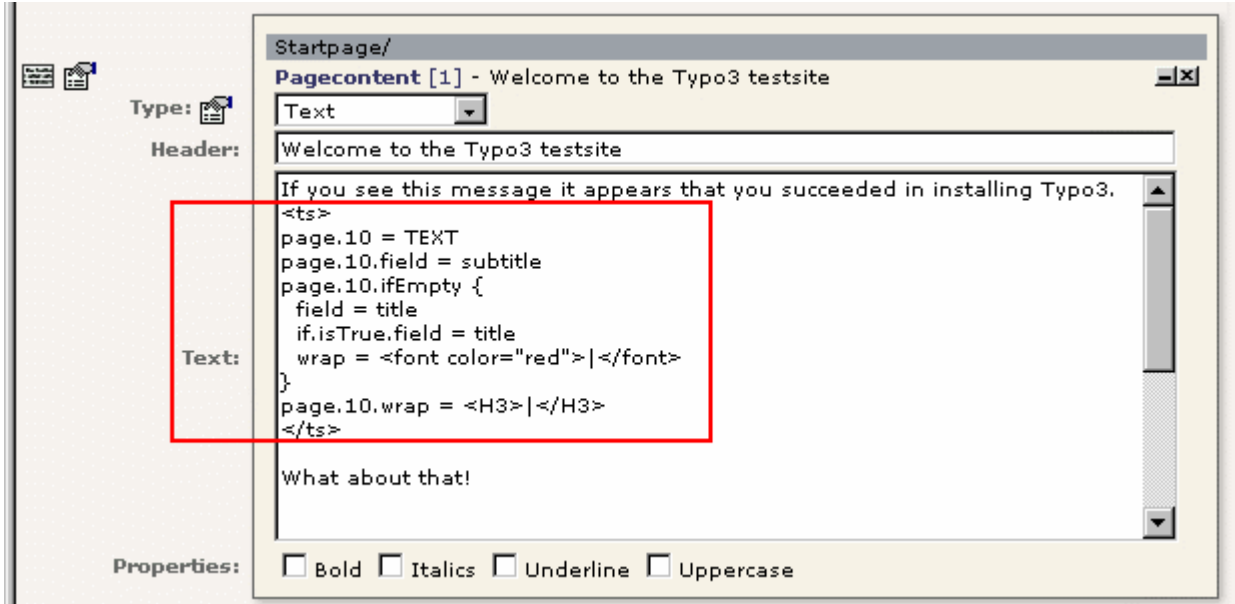 Startpage/
Pagecontent [1] - Welcome to the Typo3 testsite
Type: Text
Header: Welcome to the Typo3 testsite
If you see this message it appears that you succeeded in installing Typo3.
<ts>
page.10 = TEXT
page.10.field = subtitle
page.10.ifEmpty {
  field = title
  if.isTrue.field = title
Text:   wrap = <font color="red">|</font>
}
page.10.wrap = <H3>|</H3>
</ts>
What about that!
Properties: Bold Italics Underline Uppercase